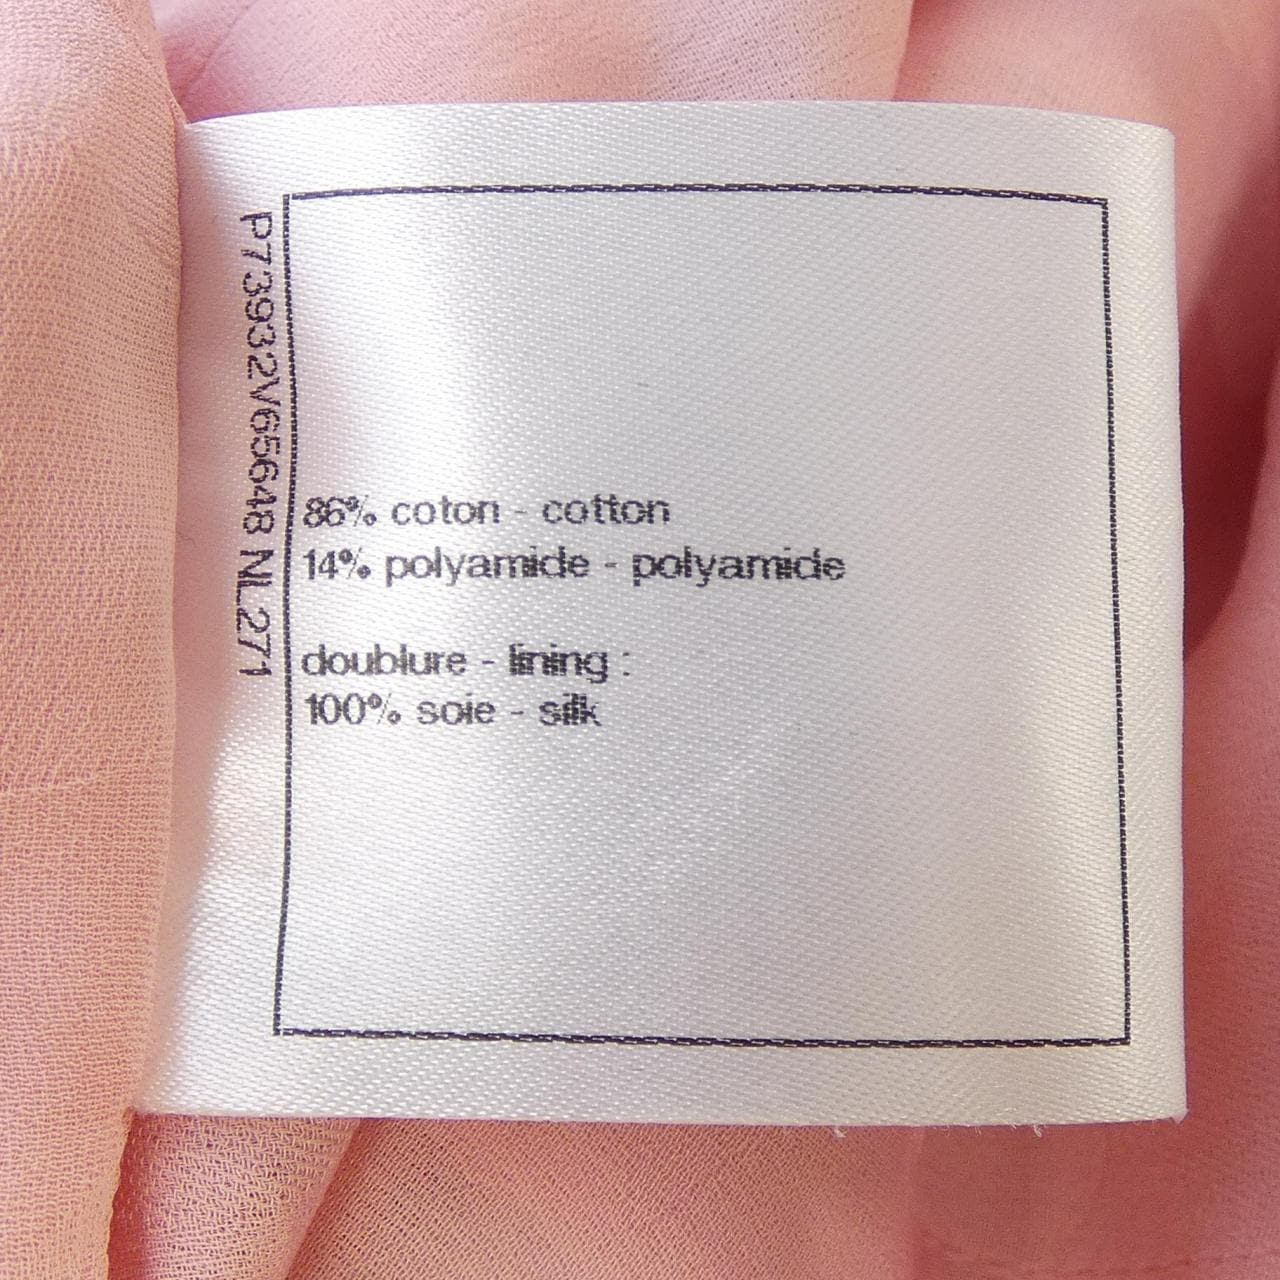 P73932V65648 NL271
86% coton - cotton
14% polyamide - polyamide
doublure - lining :
100% soie - silk